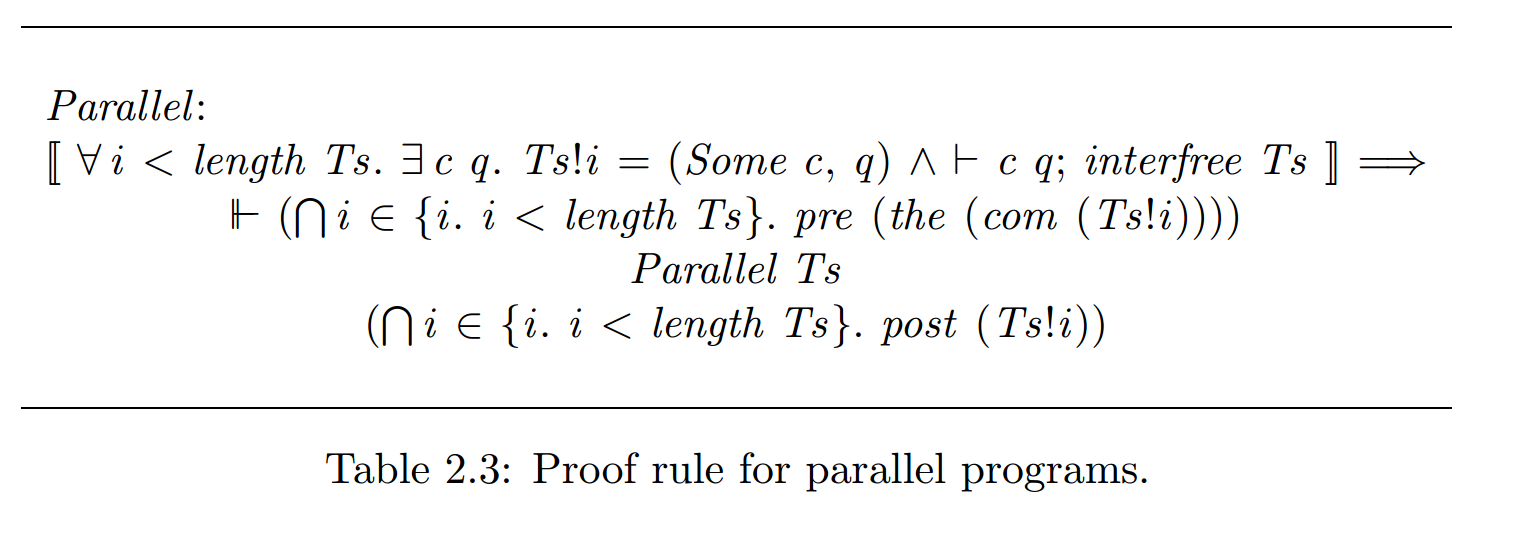 Parallel:
⟦ ∀ i < length Ts. ∃ c q. Ts!i = (Some c, q) ∧ ⊢ c q; interfree Ts ⟧ ⟹
⊩ (⋂ i ∈ {i. i < length Ts}. pre (the (com (Ts!i))))
Parallel Ts
(⋂ i ∈ {i. i < length Ts}. post (Ts!i))
Table 2.3: Proof rule for parallel programs.